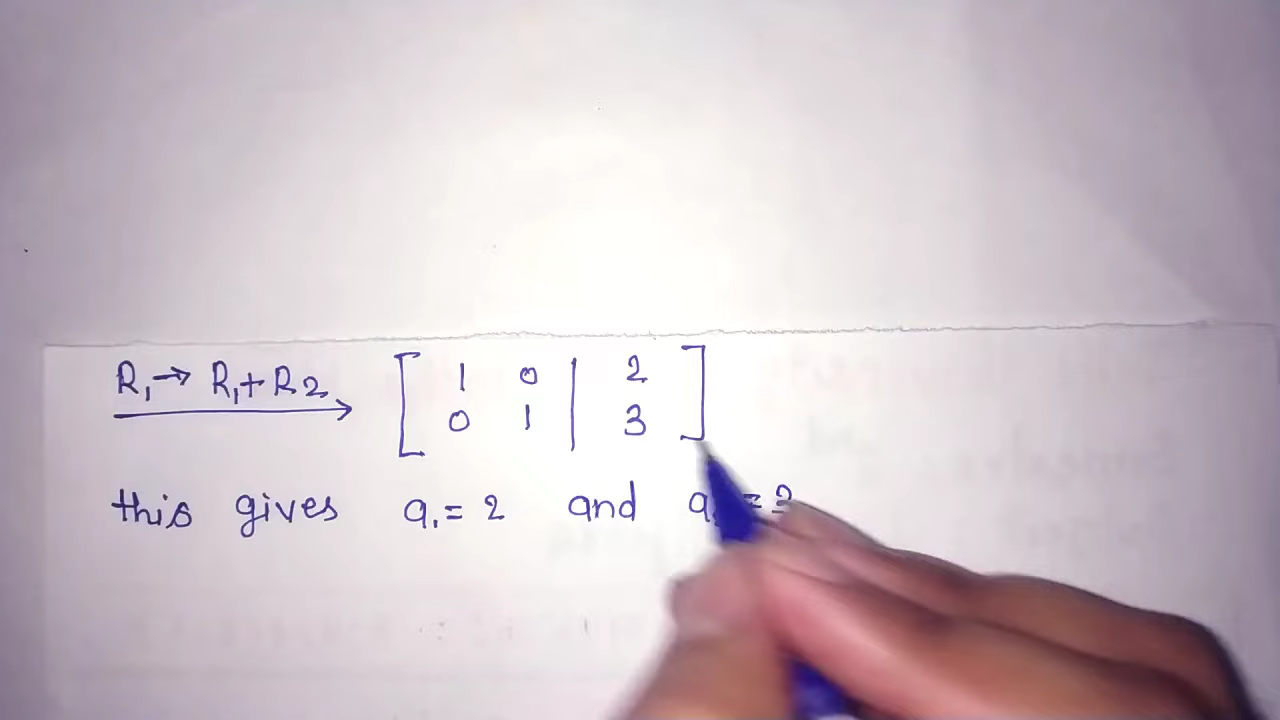 R₁→ R₁+R2 [ 1 0 | 2 ]
[ 0 1 | 3 ]
this gives a₁= 2 and a =